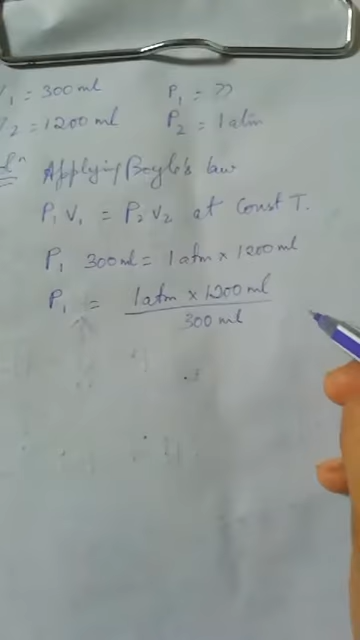 V₁ = 300 ml P₁ = ??
V₂ = 1200 ml P₂ = 1 atm
Solⁿ Applying Boyle's law
P₁ V₁ = P₂ V₂ at Const T.
P₁ 300 ml = 1 atm × 1200 ml
P₁ = 1 atm × 1200 ml
300 ml